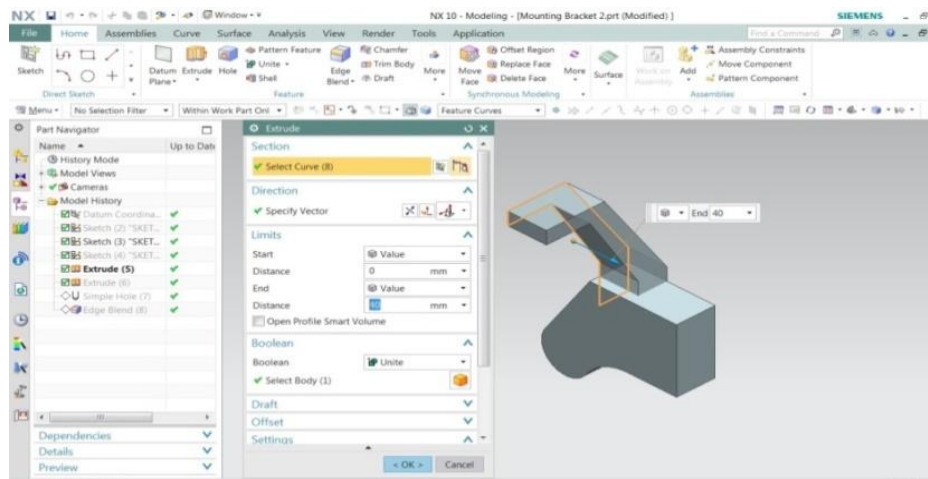 NX Window NX 10 - Modeling - [Mounting Bracket 2.prt (Modified) ] SIEMENS
File Home Assemblies Curve Surface Analysis View Render Tools Application Find a Command
Pattern Feature Chamfer Offset Region Assembly Constraints
Unite Trim Body Replace Face Move Component
Shell Draft Delete Face Pattern Component
Sketch Datum Plane Extrude Hole Edge Blend More Move Face More Surface Work on Assembly Add
Direct Sketch Feature Synchronous Modeling Assemblies
Menu No Selection Filter Within Work Part Onl Feature Curves
Part Navigator
Name Up to Date
History Mode
Model Views
Cameras
Model History
Datum Coordina...
Sketch (2) "SKET...
Sketch (3) "SKET...
Sketch (4) "SKET...
Extrude (5)
Extrude (6)
Simple Hole (7)
Edge Blend (8)
Dependencies
Details
Preview
Extrude
Section
Select Curve (8)
Direction
Specify Vector
Limits
Start Value
Distance 0 mm
End Value
Distance 40 mm
Open Profile Smart Volume
Boolean
Boolean Unite
Select Body (1)
Draft
Offset
Settings
< OK > Cancel
End 40